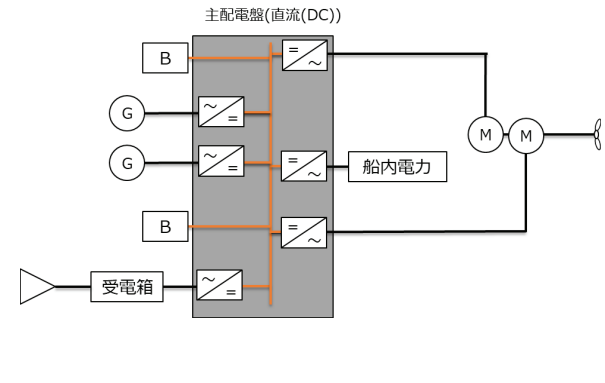 主配電盤(直流(DC))
B
=
~
G
~
=
M
M
G
~
=
=
~
船内電力
B
=
~
受電箱
~
=